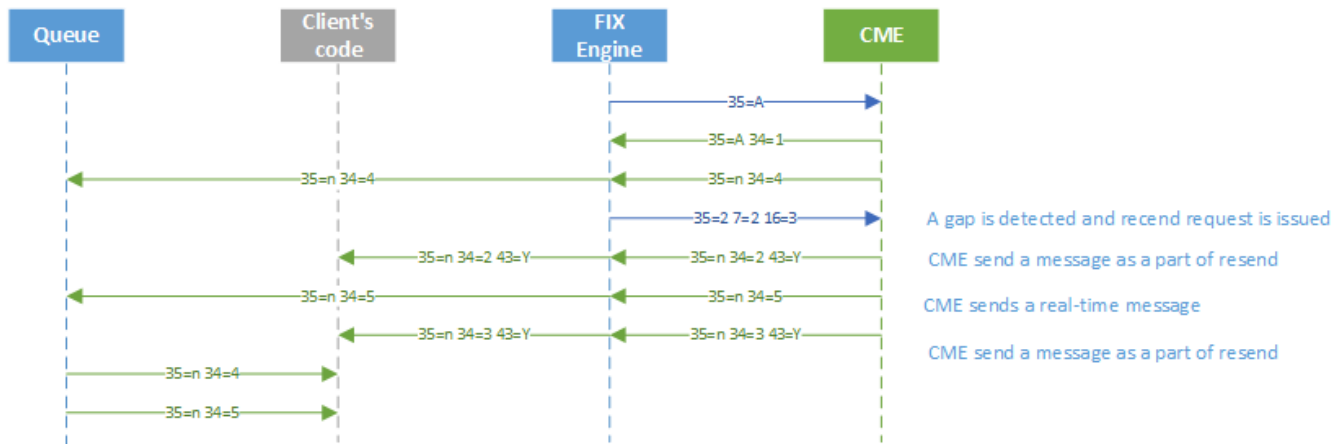 Queue
Client's
code
FIX
Engine
CME
35=A
35=A 34=1
35=n 34=4
35=n 34=4
35=2 7=2 16=3
A gap is detected and recend request is issued
35=n 34=2 43=Y
35=n 34=2 43=Y
CME send a message as a part of resend
35=n 34=5
35=n 34=5
CME sends a real-time message
35=n 34=3 43=Y
35=n 34=3 43=Y
CME send a message as a part of resend
35=n 34=4
35=n 34=5